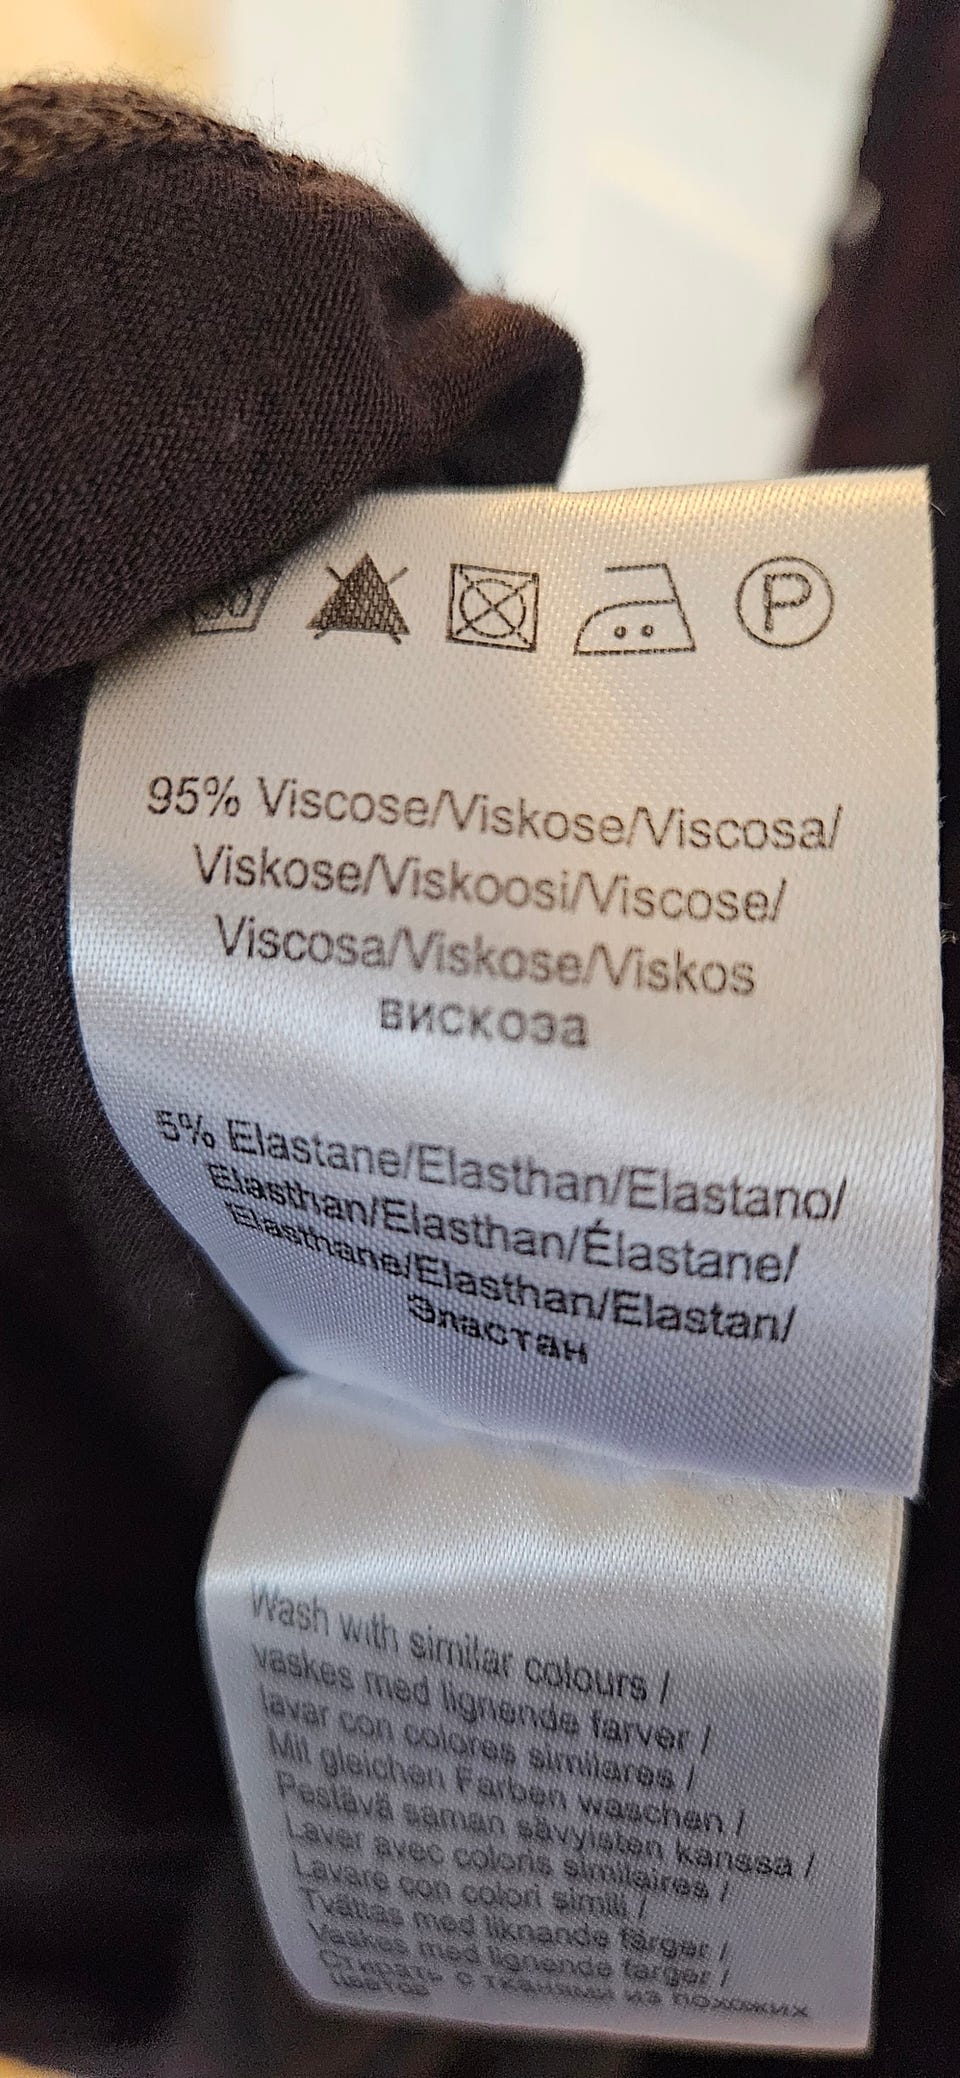 P
95% Viscose/Viskose/Viscosa/
Viskose/Viskoosi/Viscose/
Viscosa/Viskose/Viskos
вискоза
5% Elastane/Elasthan/Elastano/
Elasthan/Elasthan/Élastane/
Elasthane/Elasthan/Elastan/
Эластан
Wash with similar colours /
vaskes med lignende farver /
lavar con colores similares /
Mit gleichen Farben waschen /
Pestävä saman sävyisten kanssa /
Laver avec coloris similaires /
Lavare con colori simili /
Tvättas med liknande färger /
Vaskes med lignende farger /
Стирать с тканями из похожих
цветов